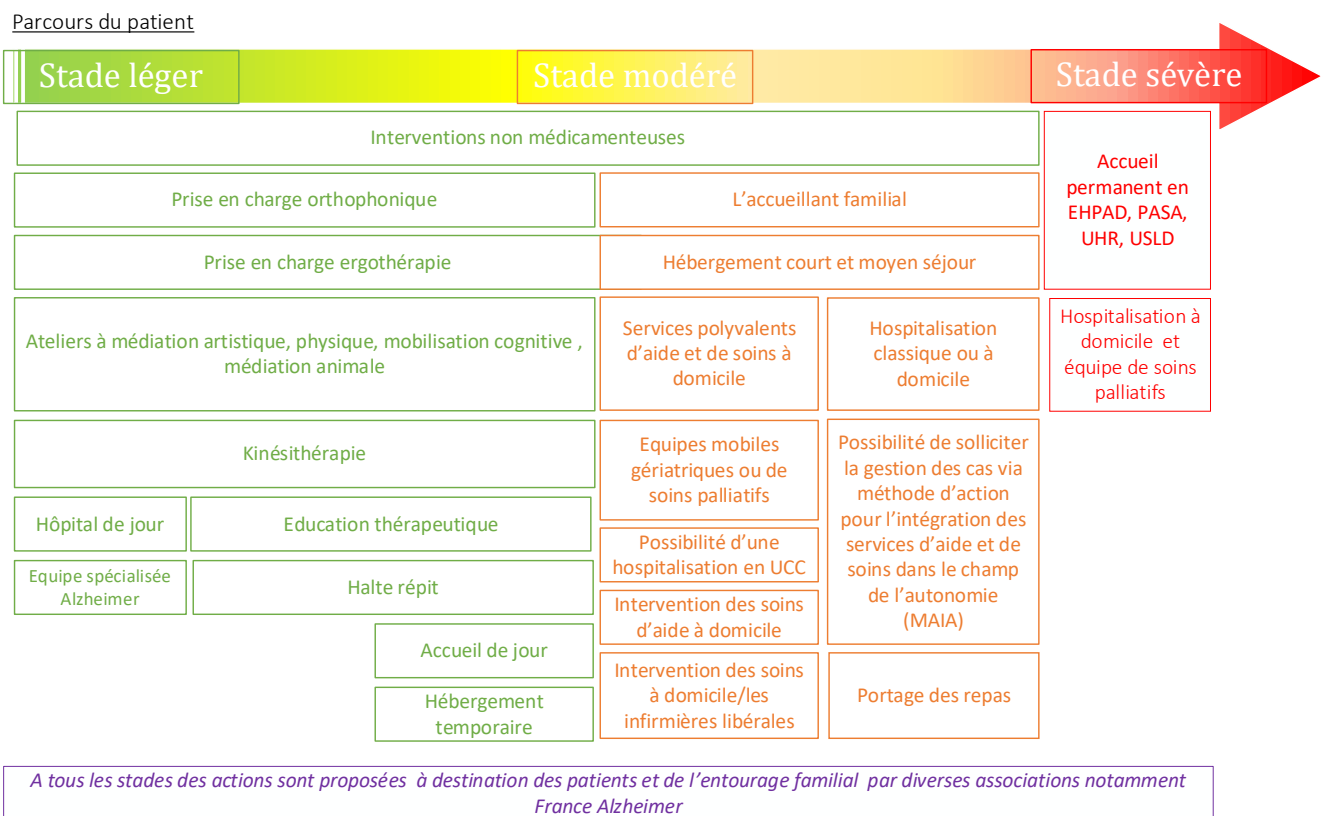 Parcours du patient
Stade léger
Stade modéré
Stade sévère
Interventions non médicamenteuses
Accueil
permanent en
EHPAD, PASA,
UHR, USLD
Prise en charge orthophonique
L’accueillant familial
Prise en charge ergothérapie
Hébergement court et moyen séjour
Ateliers à médiation artistique, physique, mobilisation cognitive ,
médiation animale
Services polyvalents
d’aide et de soins à
domicile
Hospitalisation
classique ou à
domicile
Hospitalisation à
domicile et
équipe de soins
palliatifs
Kinésithérapie
Equipes mobiles
gériatriques ou de
soins palliatifs
Possibilité de solliciter
la gestion des cas via
méthode d’action
pour l’intégration des
services d’aide et de
soins dans le champ
de l’autonomie
(MAIA)
Hôpital de jour
Education thérapeutique
Possibilité d’une
hospitalisation en UCC
Equipe spécialisée
Alzheimer
Halte répit
Intervention des soins
d’aide à domicile
Accueil de jour
Intervention des soins
à domicile/les
infirmières libérales
Portage des repas
Hébergement
temporaire
A tous les stades des actions sont proposées à destination des patients et de l’entourage familial par diverses associations notamment
France Alzheimer